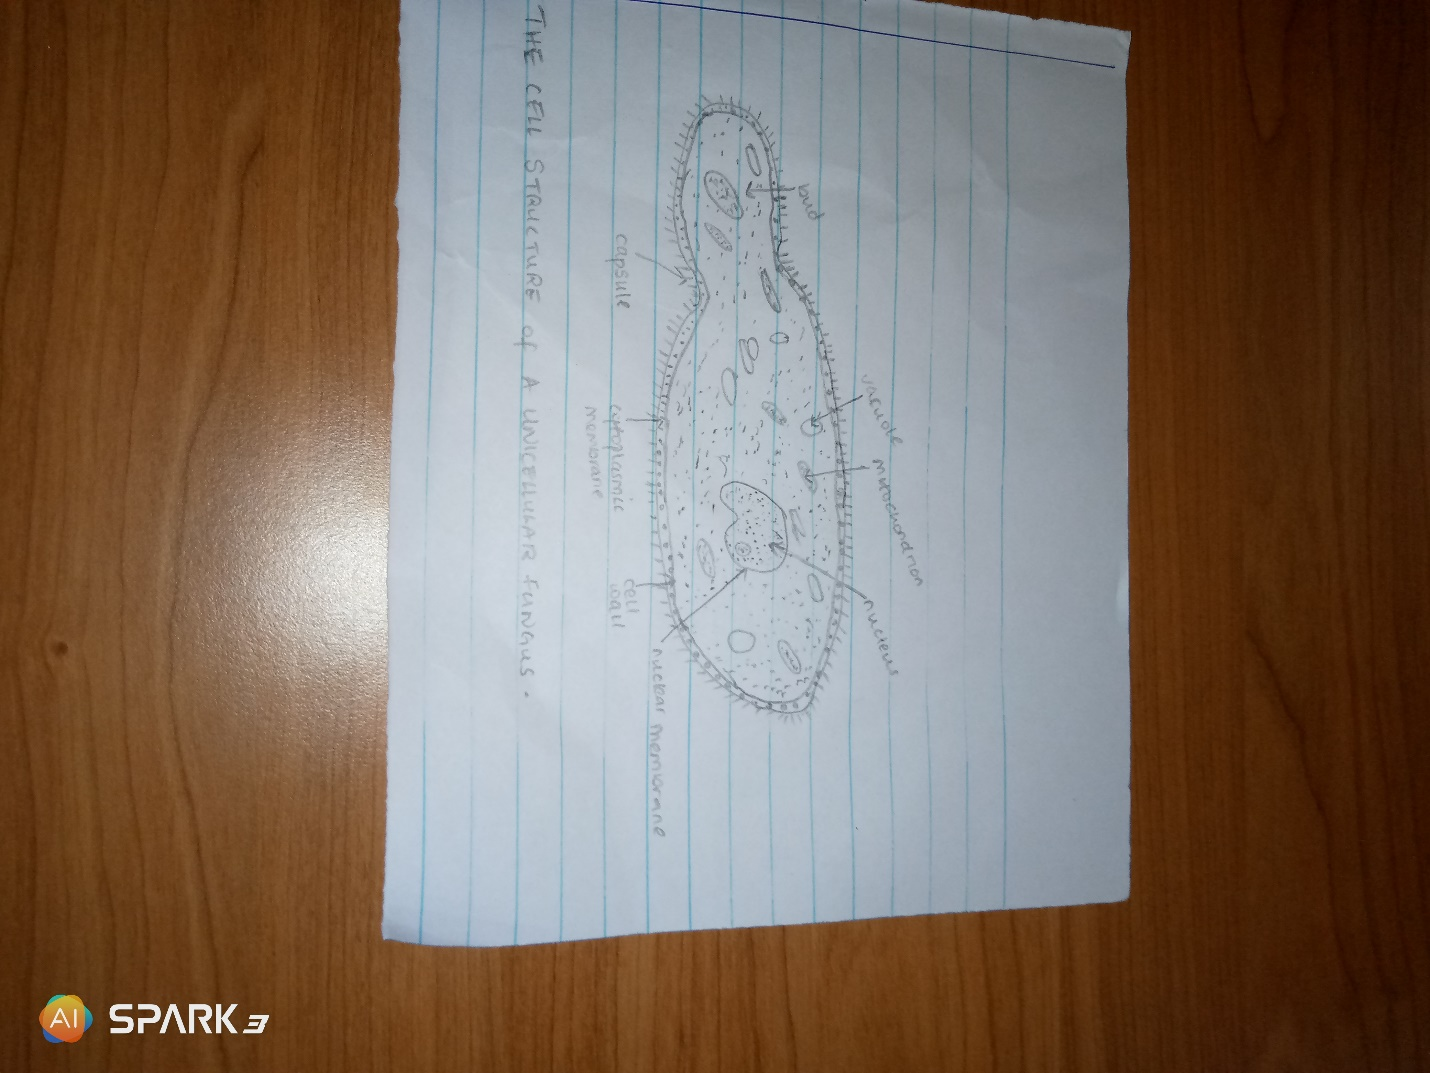 bud
vacuole
mitochondrion
nucleus
capsule
cytoplasmic
membrane
cell
wall
nuclear membrane
THE CELL STRUCTURE Of A UNICELLULAR fUNGUS.
AI SPARK 3